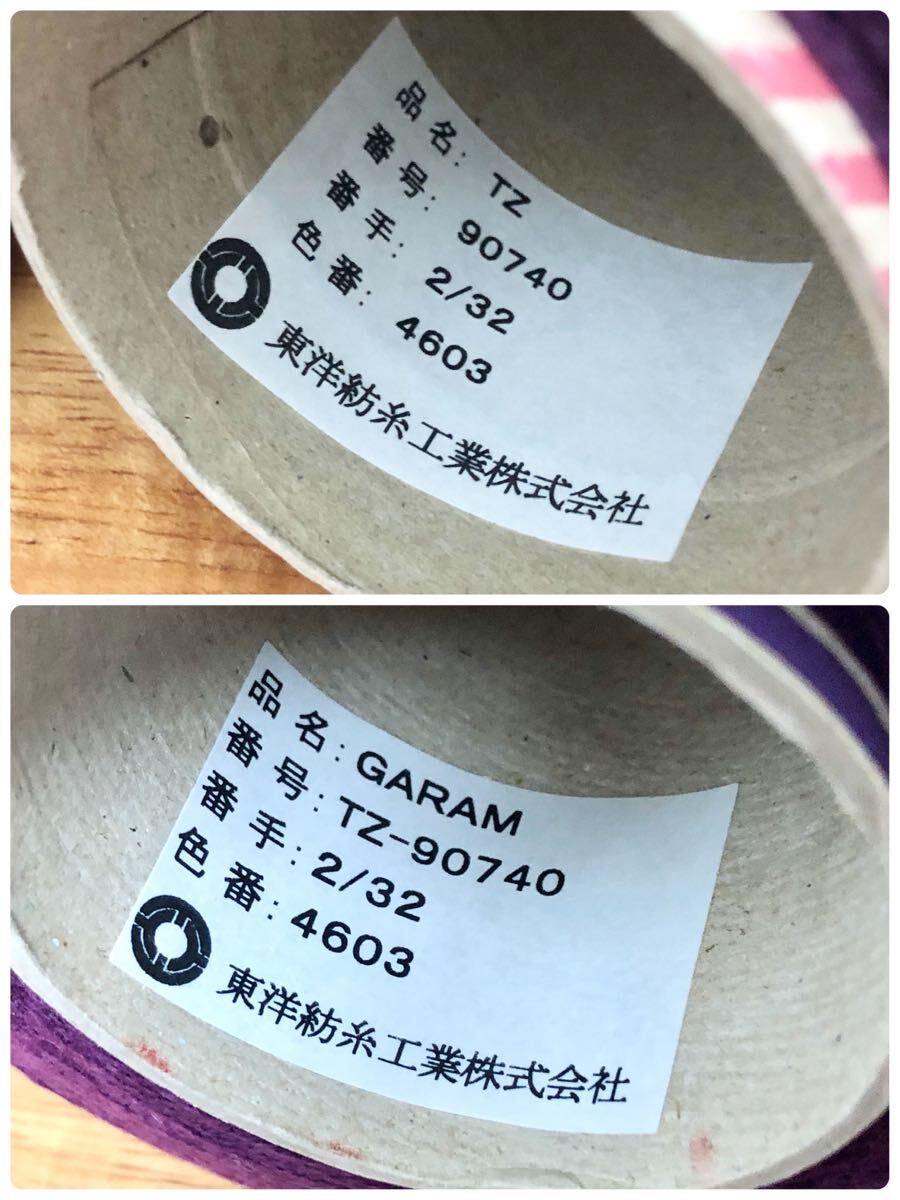 品名: TZ
番号: 90740
番手: 2/32
色番: 4603
東洋紡糸工業株式会社
品名: GARAM
番号: TZ-90740
番手: 2/32
色番: 4603
東洋紡糸工業株式会社